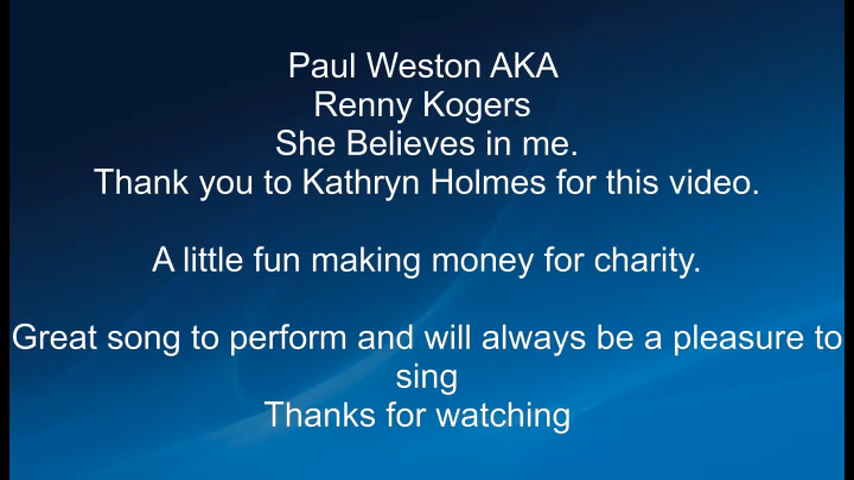 Paul Weston AKA
Renny Kogers
She Believes in me.
Thank you to Kathryn Holmes for this video.
A little fun making money for charity.
Great song to perform and will always be a pleasure to
sing
Thanks for watching